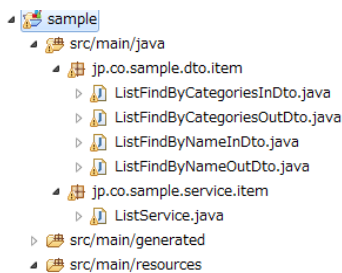 sample
src/main/java
jp.co.sample.dto.item
ListFindByCategoriesInDto.java
ListFindByCategoriesOutDto.java
ListFindByNameInDto.java
ListFindByNameOutDto.java
jp.co.sample.service.item
ListService.java
src/main/generated
src/main/resources